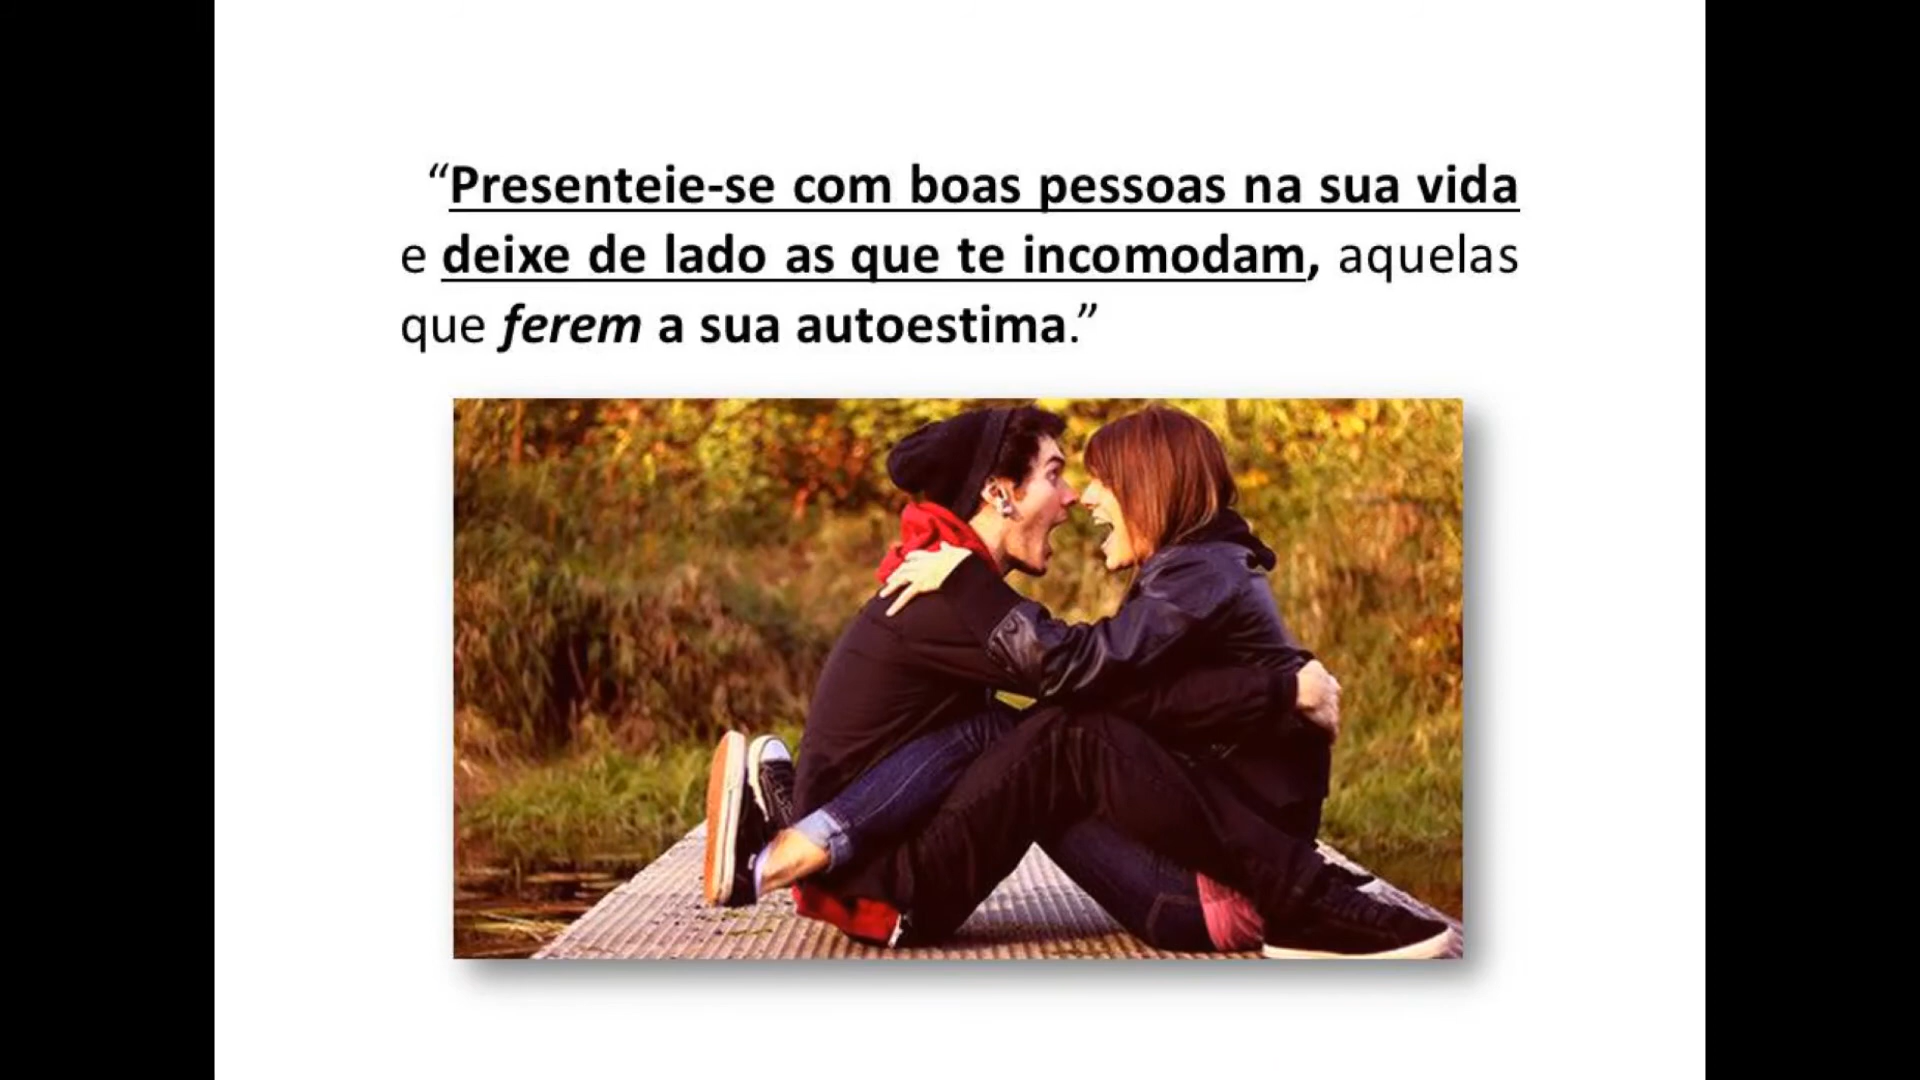 “Presenteie-se com boas pessoas na sua vida
e deixe de lado as que te incomodam, aquelas
que ferem a sua autoestima.”